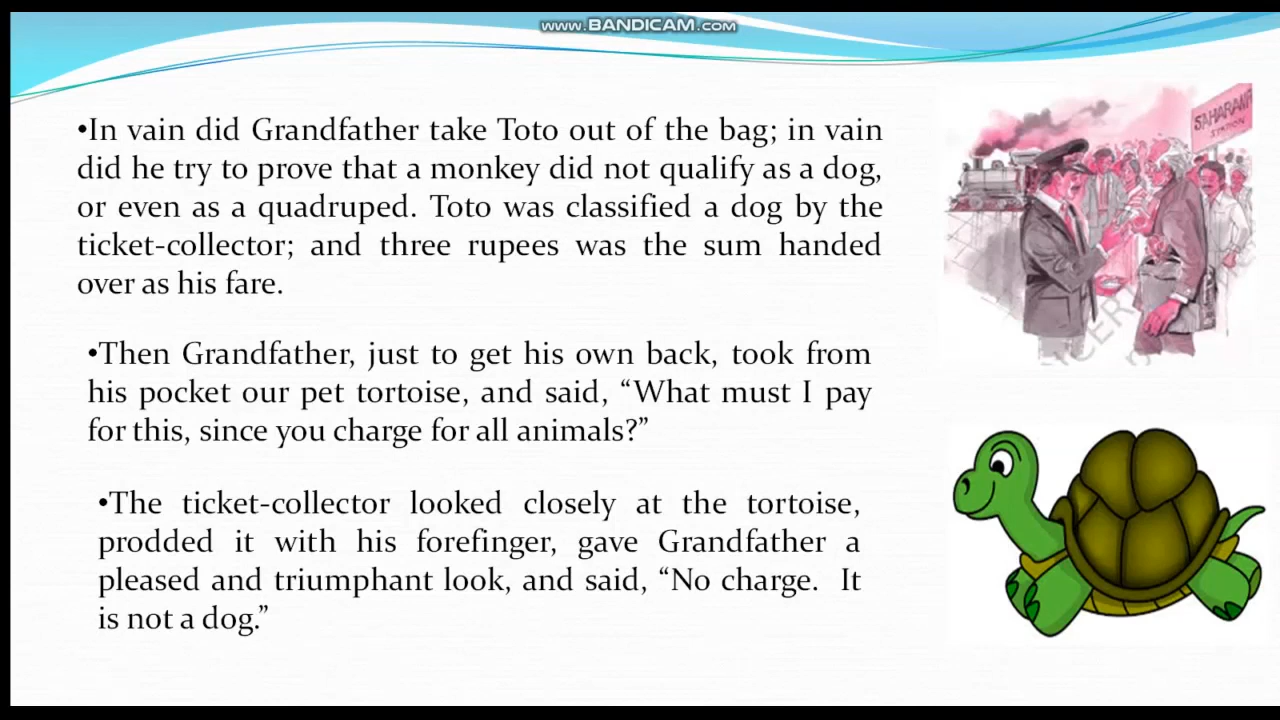 www.BANDICAM.com
•In vain did Grandfather take Toto out of the bag; in vain
did he try to prove that a monkey did not qualify as a dog,
or even as a quadruped. Toto was classified a dog by the
ticket-collector; and three rupees was the sum handed
over as his fare.
SAHARANP
STATION
•Then Grandfather, just to get his own back, took from
his pocket our pet tortoise, and said, “What must I pay
for this, since you charge for all animals?”
•The ticket-collector looked closely at the tortoise,
prodded it with his forefinger, gave Grandfather a
pleased and triumphant look, and said, “No charge.  It
is not a dog.”